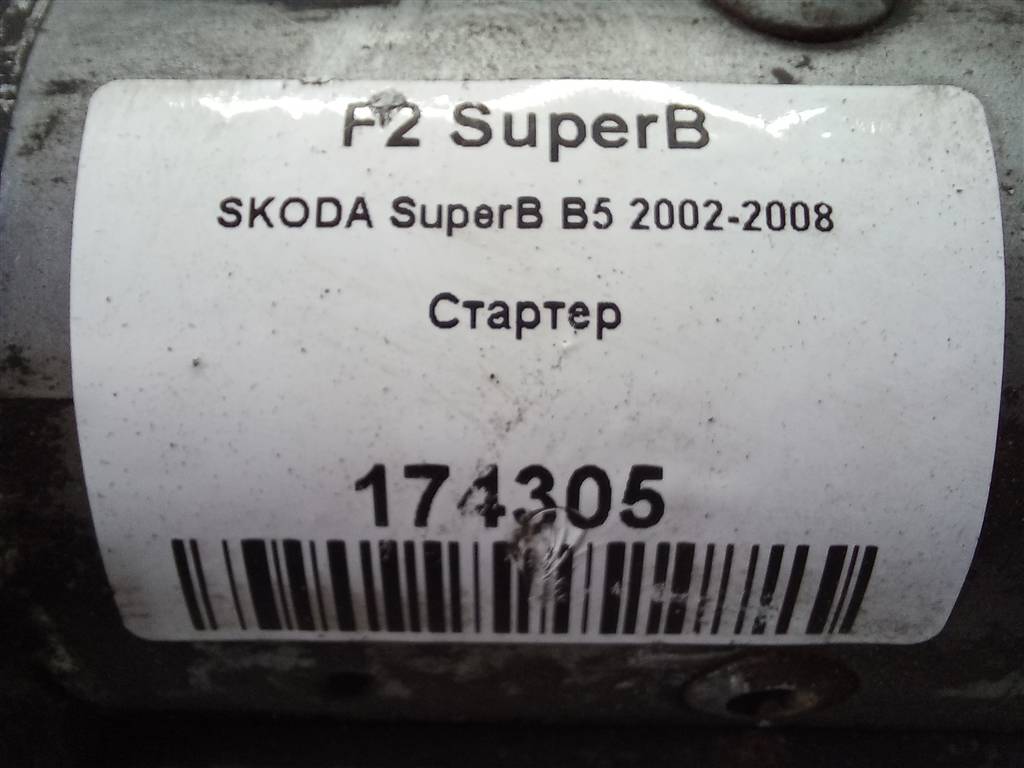 F2 SuperB
SKODA SuperB B5 2002-2008
Стартер
174305